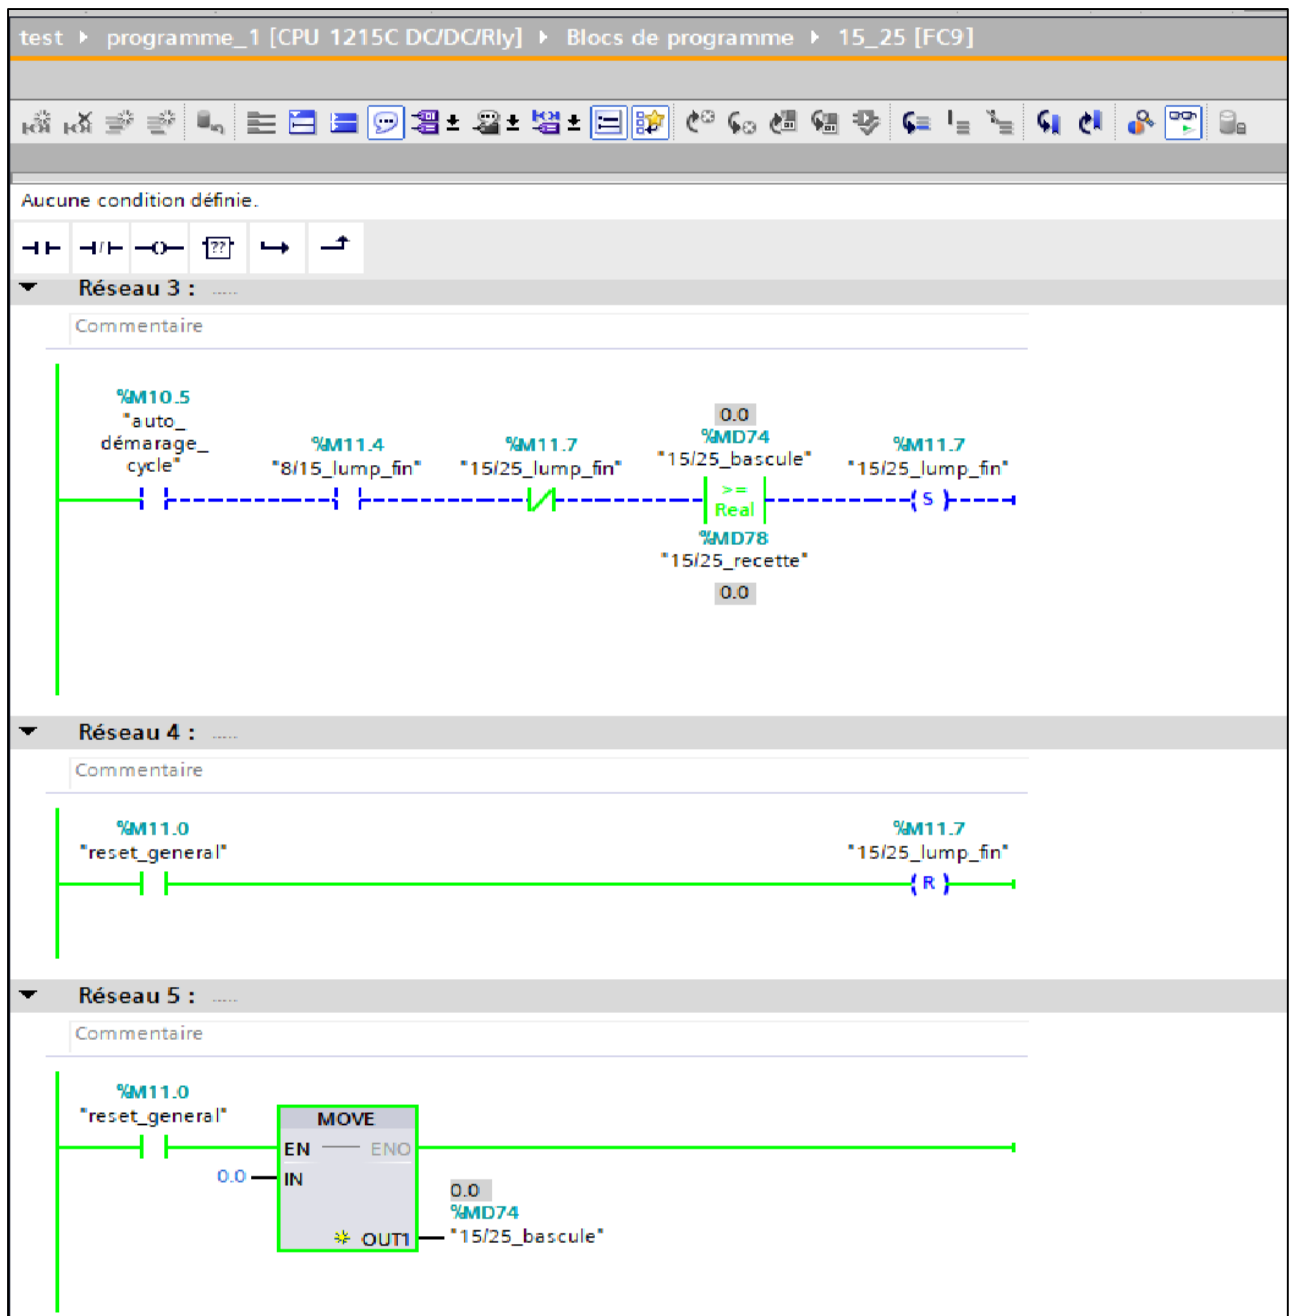 test ▸ programme_1 [CPU 1215C DC/DC/Rly] ▸ Blocs de programme ▸ 15_25 [FC9]
Aucune condition définie.
??
Réseau 3 : .....
Commentaire
%M10.5
"auto_
démarage_
cycle"
%M11.4
"8/15_lump_fin"
%M11.7
"15/25_lump_fin"
0.0
%MD74
"15/25_bascule"
>=
Real
%MD78
"15/25_recette"
0.0
%M11.7
"15/25_lump_fin"
S
Réseau 4 : .....
Commentaire
%M11.0
"reset_general"
%M11.7
"15/25_lump_fin"
R
Réseau 5 : .....
Commentaire
%M11.0
"reset_general"
MOVE
EN ENO
0.0 IN
0.0
%MD74
OUT1 "15/25_bascule"